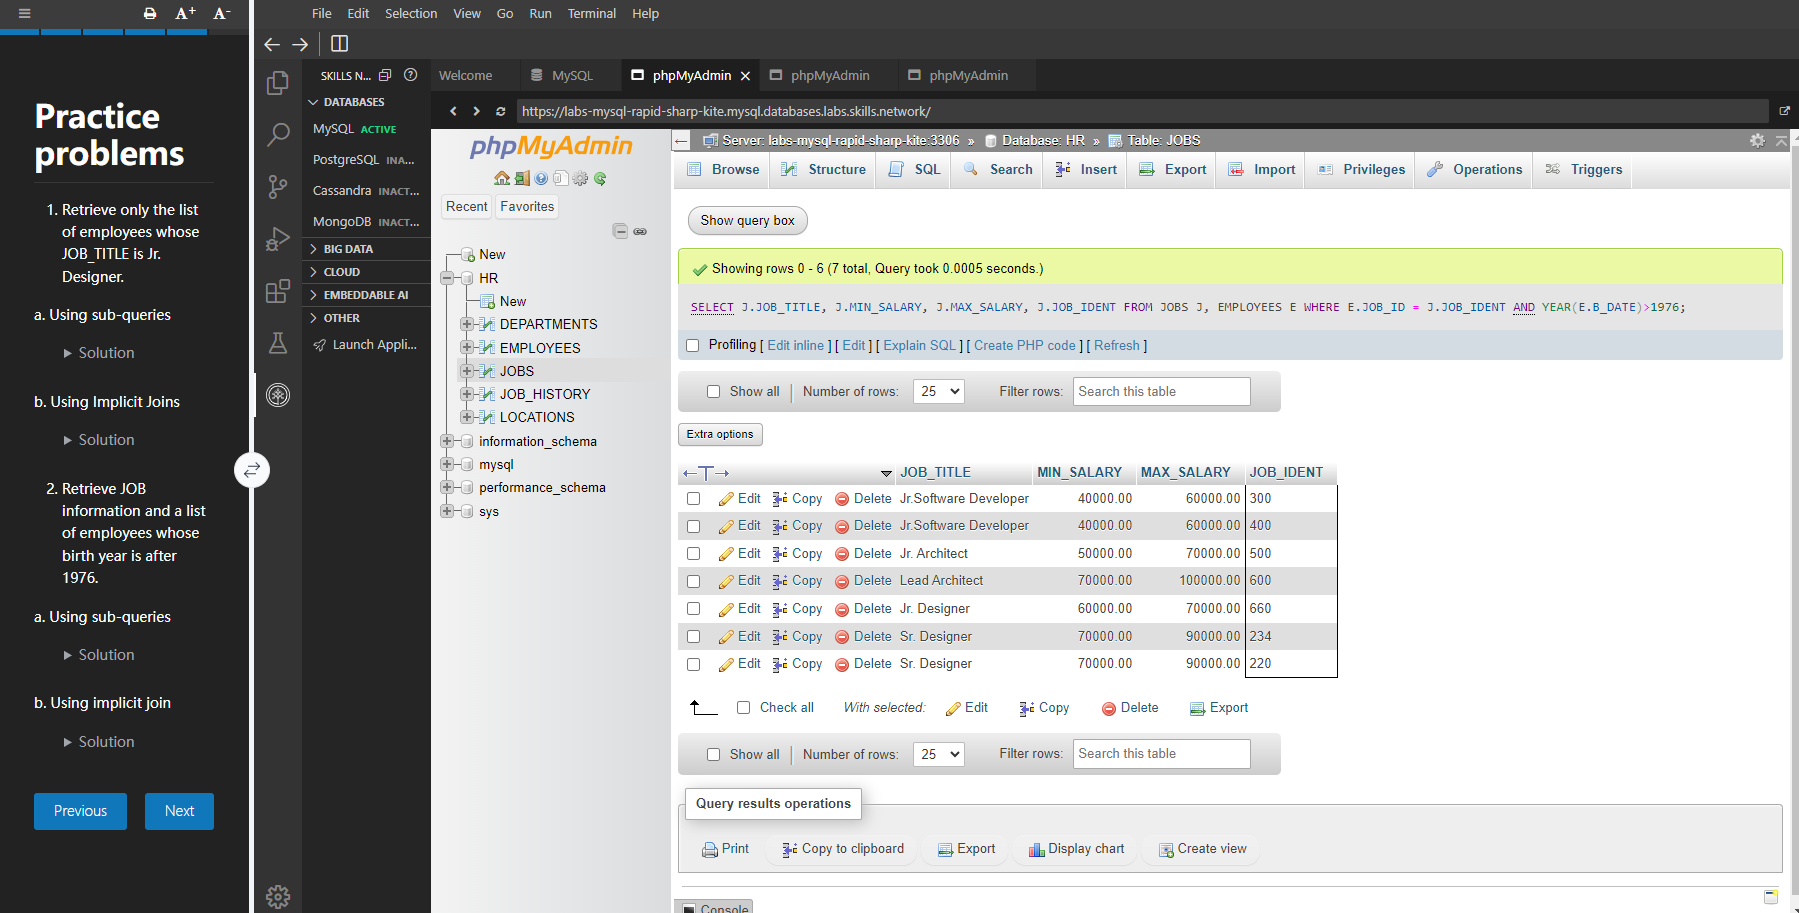 A+ A-
File Edit Selection View Go Run Terminal Help
SKILLS N...
Welcome MySQL phpMyAdmin phpMyAdmin phpMyAdmin
https://labs-mysql-rapid-sharp-kite.mysql.databases.labs.skills.network/
Practice
problems
1. Retrieve only the list
of employees whose
JOB_TITLE is Jr.
Designer.
a. Using sub-queries
Solution
b. Using Implicit Joins
Solution
2. Retrieve JOB
information and a list
of employees whose
birth year is after
1976.
a. Using sub-queries
Solution
b. Using implicit join
Solution
Previous Next
DATABASES
MySQL ACTIVE
PostgreSQL INA...
Cassandra INACT...
MongoDB INACT...
BIG DATA
CLOUD
EMBEDDABLE AI
OTHER
Launch Appli...
phpMyAdmin
Recent Favorites
New
HR
New
DEPARTMENTS
EMPLOYEES
JOBS
JOB_HISTORY
LOCATIONS
information_schema
mysql
performance_schema
sys
Server: labs-mysql-rapid-sharp-kite:3306 » Database: HR » Table: JOBS
Browse Structure SQL Search Insert Export Import Privileges Operations Triggers
Show query box
Showing rows 0 - 6 (7 total, Query took 0.0005 seconds.)
SELECT J.JOB_TITLE, J.MIN_SALARY, J.MAX_SALARY, J.JOB_IDENT FROM JOBS J, EMPLOYEES E WHERE E.JOB_ID = J.JOB_IDENT AND YEAR(E.B_DATE)>1976;
Profiling [ Edit inline ] [ Edit ] [ Explain SQL ] [ Create PHP code ] [ Refresh ]
Show all Number of rows: 25 Filter rows: Search this table
Extra options
JOB_TITLE MIN_SALARY MAX_SALARY JOB_IDENT
Edit Copy Delete Jr.Software Developer 40000.00 60000.00 300
Edit Copy Delete Jr.Software Developer 40000.00 60000.00 400
Edit Copy Delete Jr. Architect 50000.00 70000.00 500
Edit Copy Delete Lead Architect 70000.00 100000.00 600
Edit Copy Delete Jr. Designer 60000.00 70000.00 660
Edit Copy Delete Sr. Designer 70000.00 90000.00 234
Edit Copy Delete Sr. Designer 70000.00 90000.00 220
Check all With selected: Edit Copy Delete Export
Show all Number of rows: 25 Filter rows: Search this table
Query results operations
Print Copy to clipboard Export Display chart Create view
Console